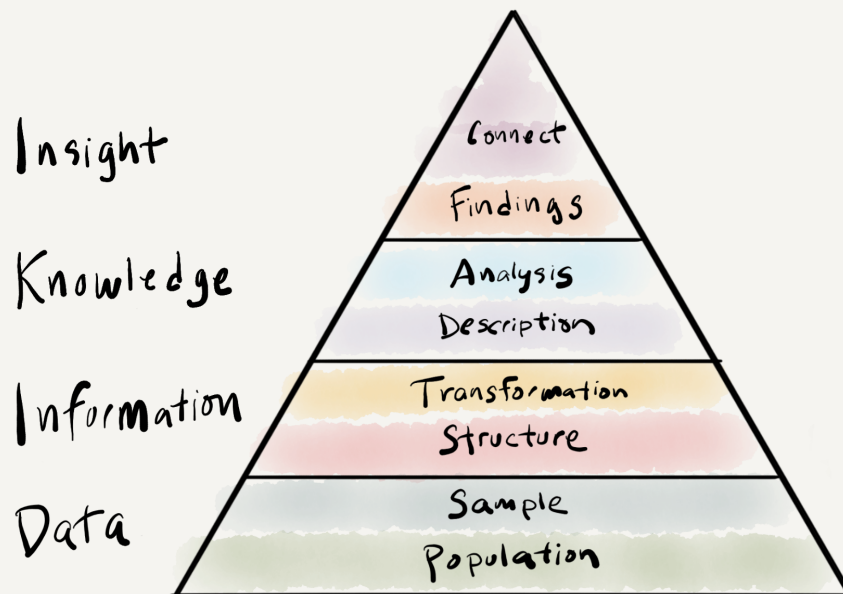 Insight
Connect
Findings
Knowledge
Analysis
Description
Information
Transformation
Structure
Data
Sample
Population